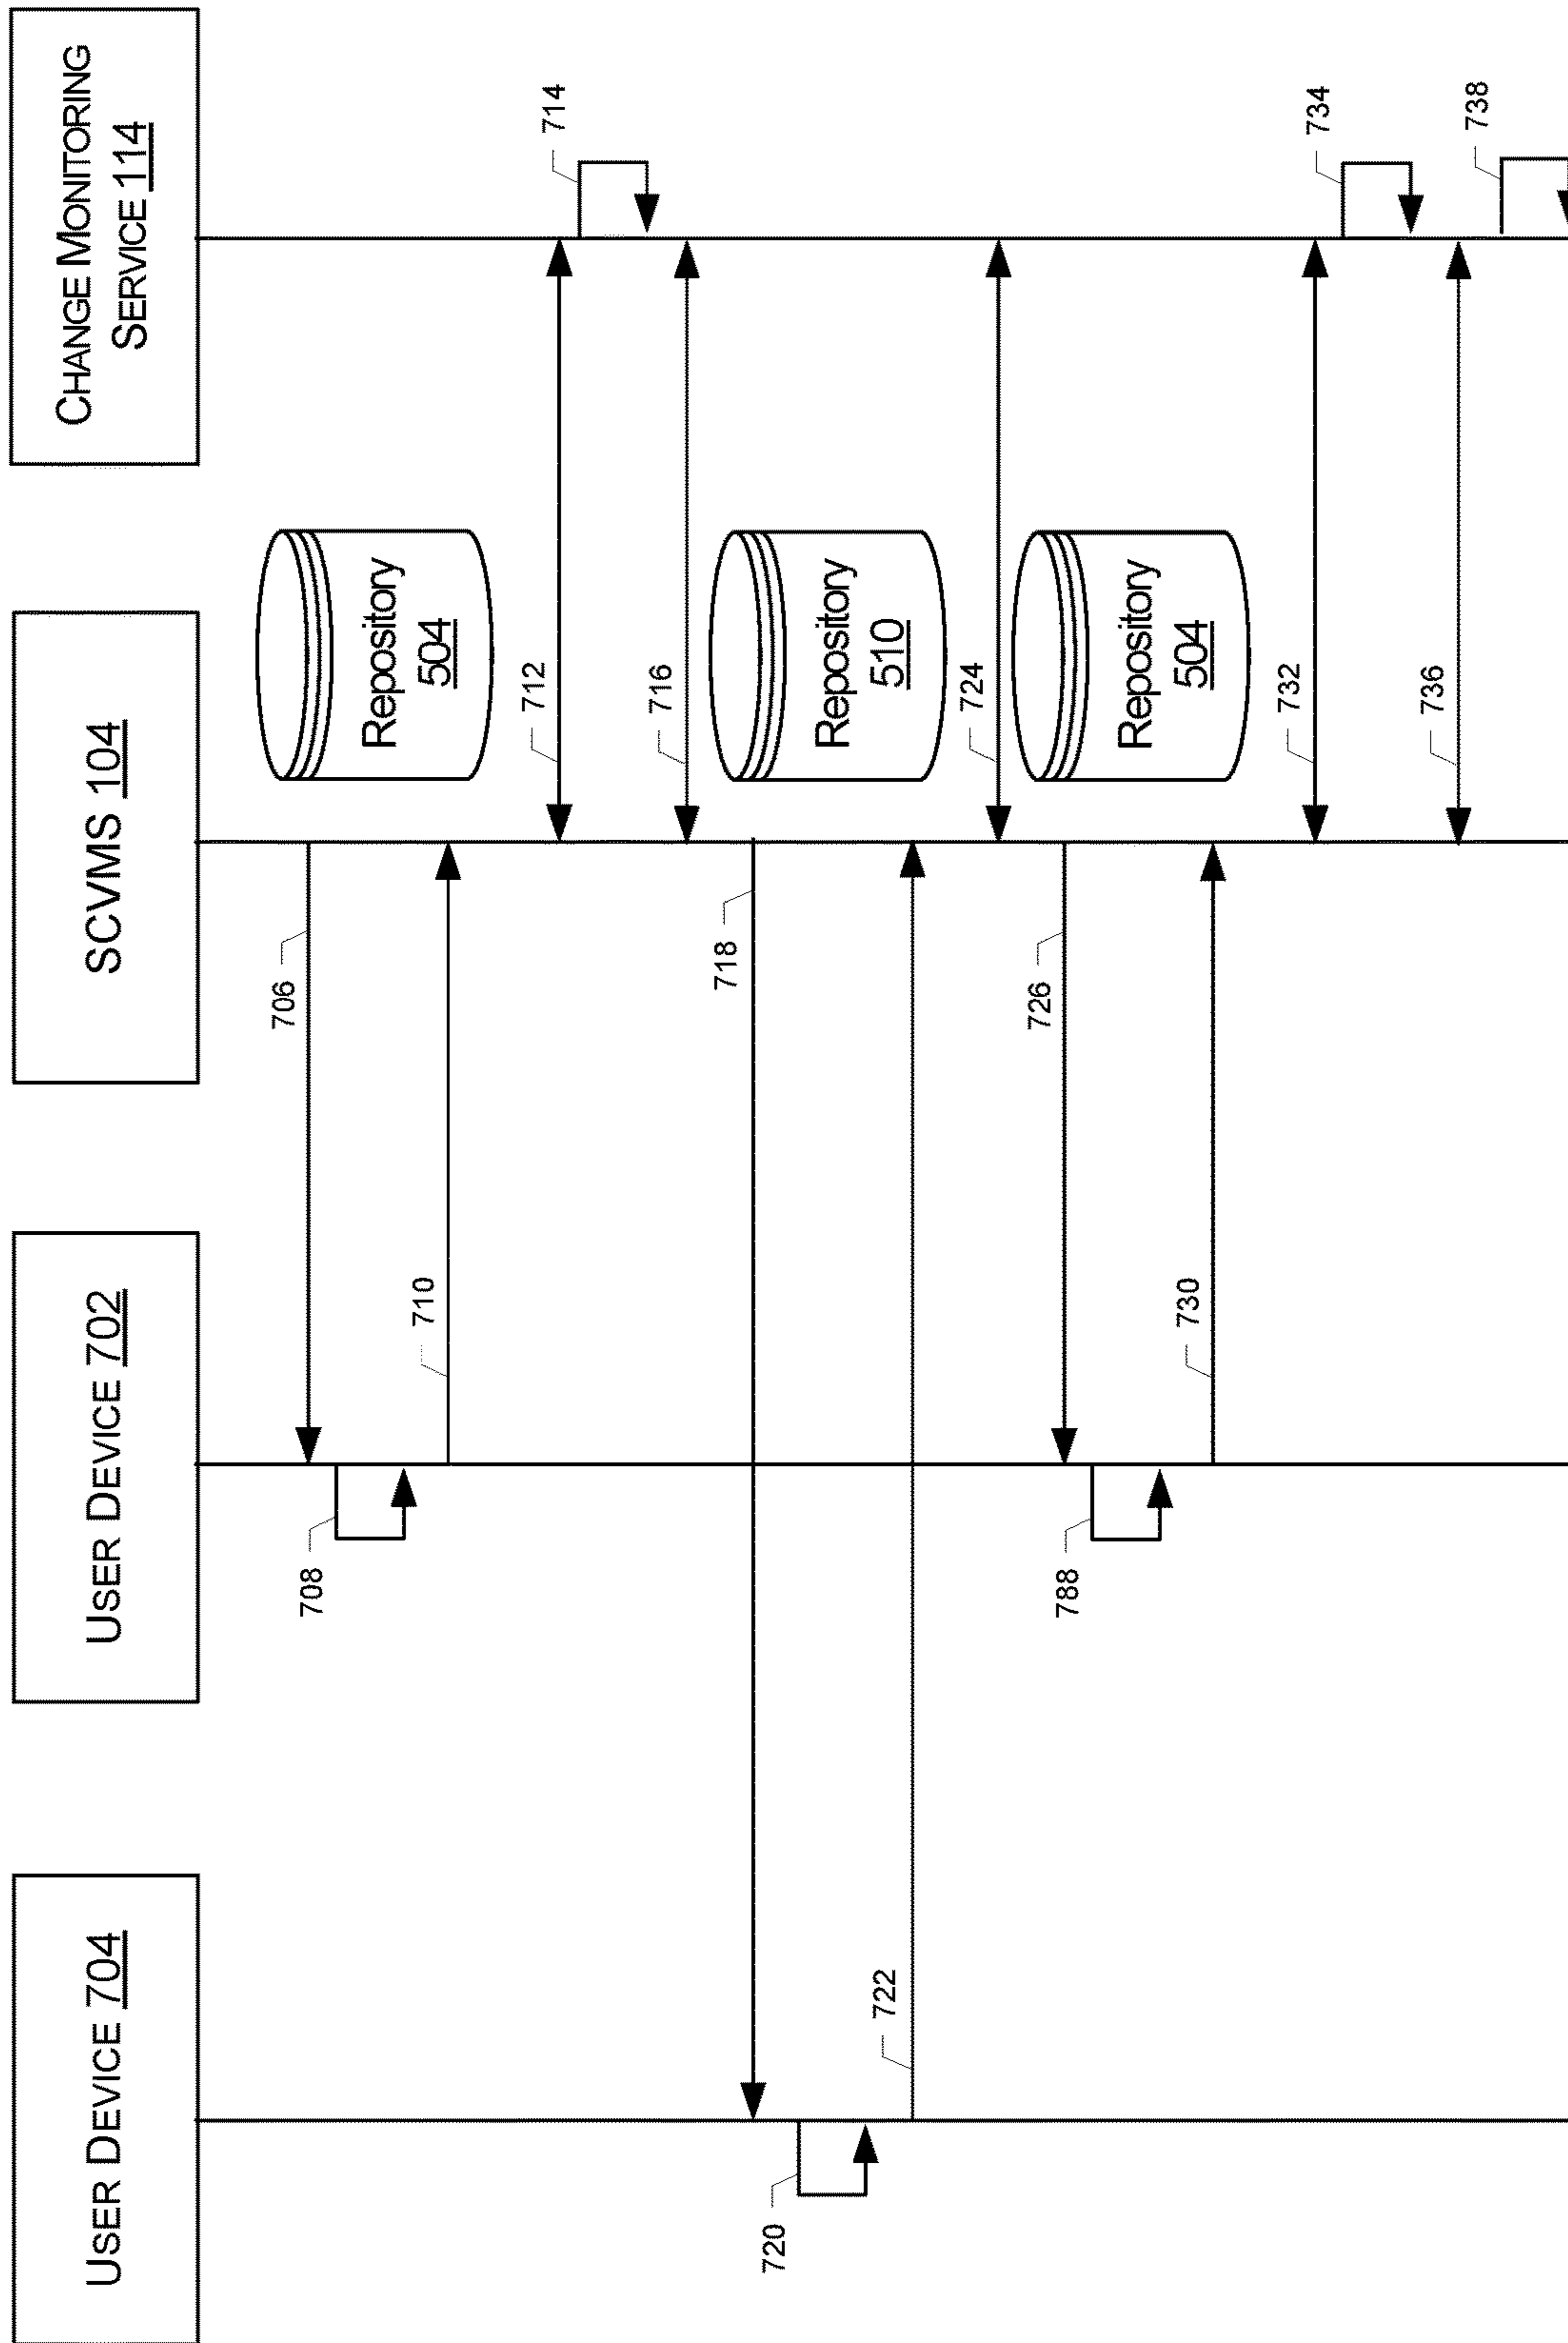 USER DEVICE 704
USER DEVICE 702
SCVMS 104
CHANGE MONITORING
SERVICE 114
706
Repository
504
708
710
712
714
716
718
Repository
510
720
722
724
726
Repository
504
788
730
732
734
736
738